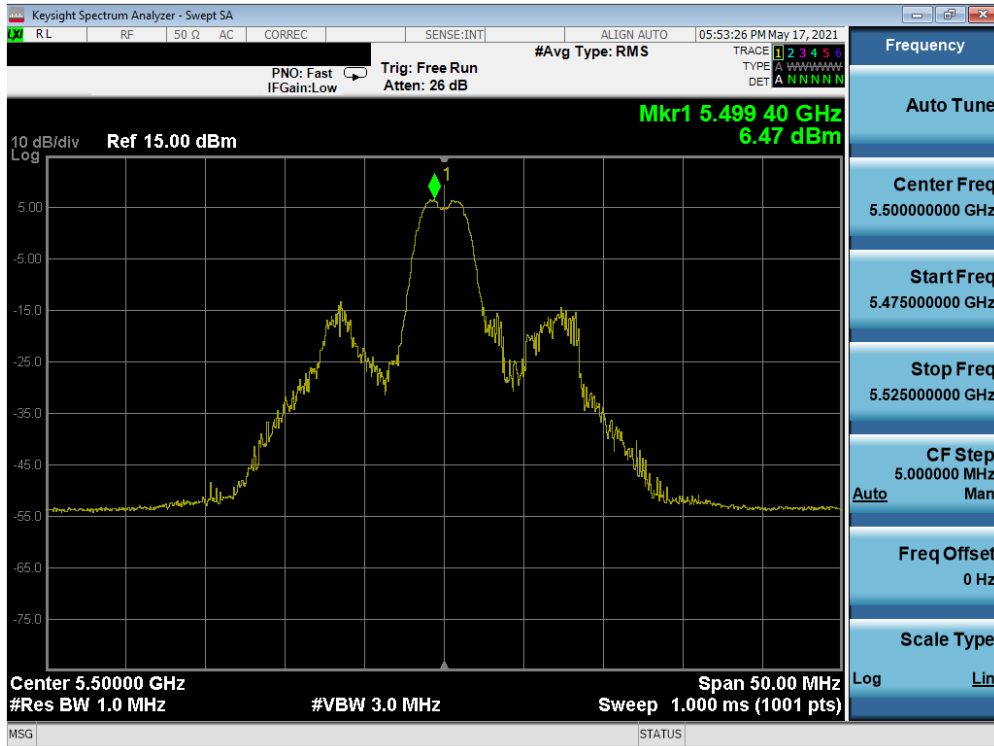 Keysight Spectrum Analyzer - Swept SA
LXI RL RF 50 Ω AC CORREC SENSE:INT ALIGN AUTO 05:53:26 PM May 17, 2021
PNO: Fast
IFGain:Low
Trig: Free Run
Atten: 26 dB
#Avg Type: RMS
TRACE 1 2 3 4 5 6
TYPE A WWWWW
DET A N N N N N
Mkr1 5.499 40 GHz
6.47 dBm
10 dB/div Ref 15.00 dBm
Log
1
5.00
-5.00
-15.0
-25.0
-35.0
-45.0
-55.0
-65.0
-75.0
Center 5.50000 GHz Span 50.00 MHz
#Res BW 1.0 MHz #VBW 3.0 MHz Sweep 1.000 ms (1001 pts)
MSG STATUS
Frequency
Auto Tune
Center Freq
5.500000000 GHz
Start Freq
5.475000000 GHz
Stop Freq
5.525000000 GHz
CF Step
5.000000 MHz
Auto Man
Freq Offset
0 Hz
Scale Type
Log Lin